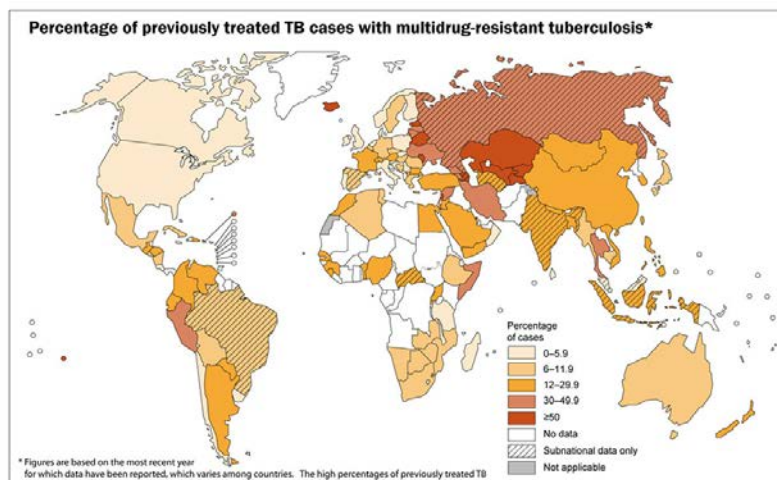 Percentage of previously treated TB cases with multidrug-resistant tuberculosis*
Percentage
of cases
0–5.9
6–11.9
12–29.9
30–49.9
≥50
No data
Subnational data only
Not applicable
* Figures are based on the most recent year
for which data have been reported, which varies among countries. The high percentages of previously treated TB